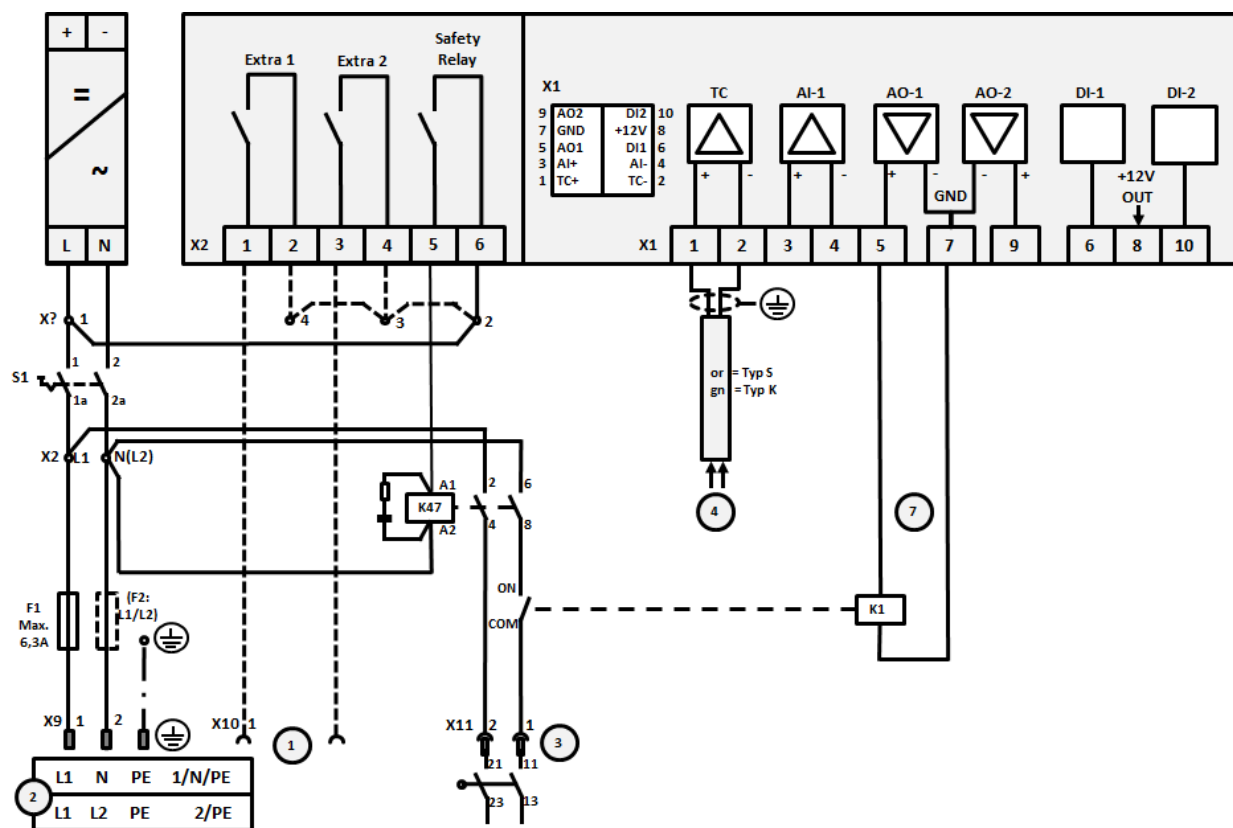 + -
=
~
L N
Extra 1
Extra 2
Safety
Relay
X2 1 2 3 4 5 6
X1
9 AO2 DI2 10
7 GND +12V 8
5 AO1 DI1 6
3 AI+ AI- 4
1 TC+ TC- 2
TC
AI-1
AO-1
AO-2
DI-1
DI-2
+ - + - + - - +
GND
+12V
OUT
X1 1 2 3 4 5 7 9 6 8 10
X? 1
4 3 2
1 2
S1
1a 2a
X2 L1 N(L2)
or = Typ S
gn = Typ K
4
7
A1
K47
A2
2 6
4 8
ON
COM
K1
F1
Max.
6,3A
(F2:
L1/L2)
X9 1 2
X10 1
1
X11 2 1
3
21 11
23 13
2
L1 N PE 1/N/PE
L1 L2 PE 2/PE